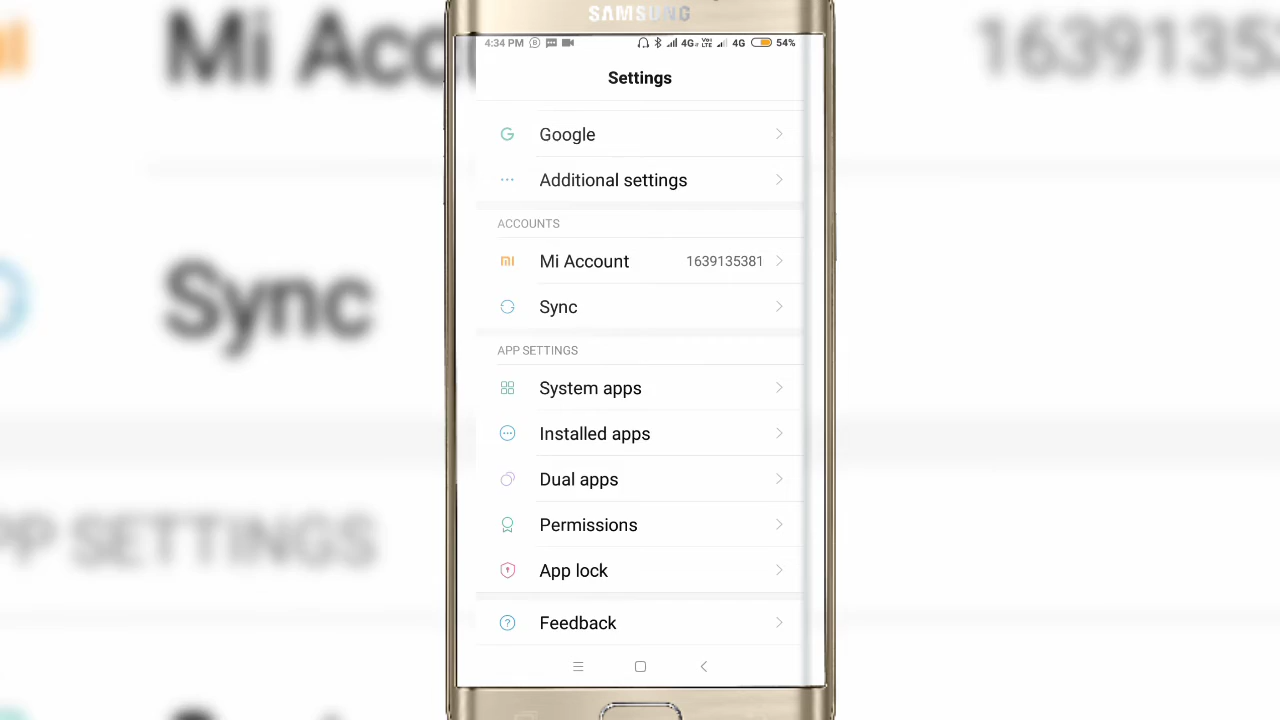 SAMSUNG
4:34 PM 4G VoLTE 4G 54%
Settings
Google
Additional settings
ACCOUNTS
Mi Account 1639135381
Sync
APP SETTINGS
System apps
Installed apps
Dual apps
Permissions
App lock
Feedback
Mi Acco
1639135
Sync
PP SETTINGS